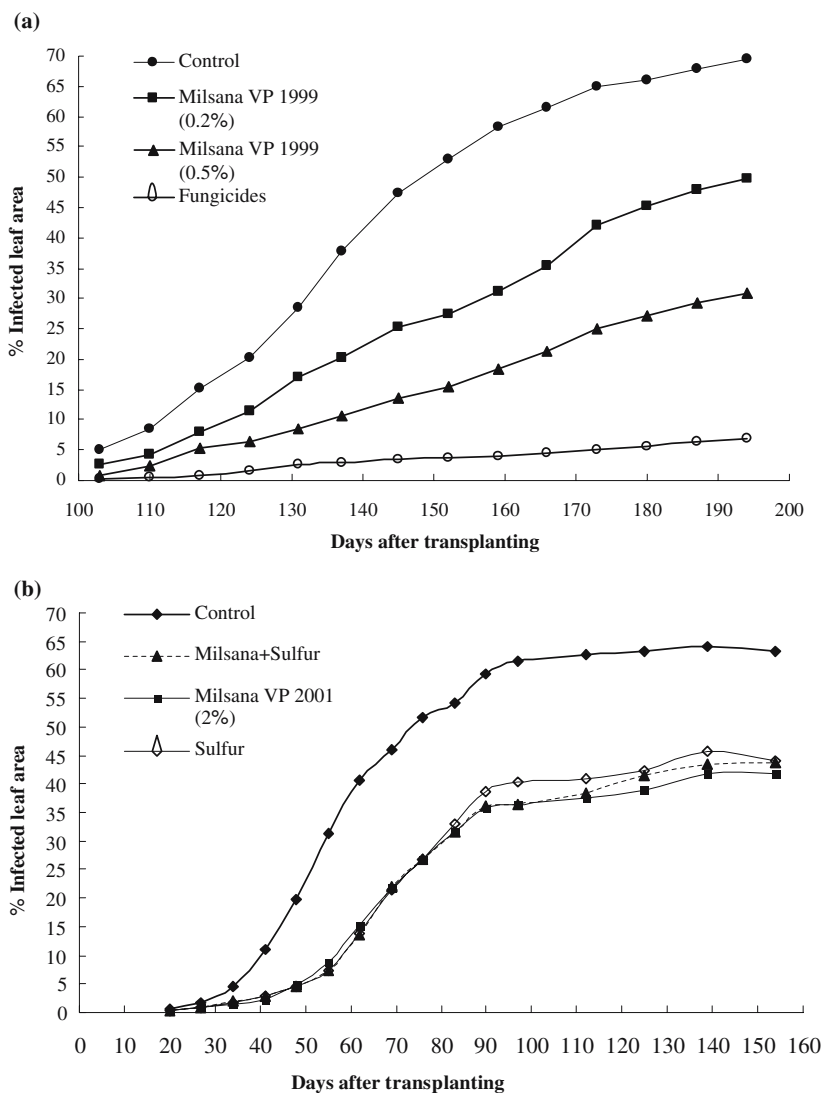 (a)
70
65
60
55
50
45
40
35
30
25
20
15
10
5
0
% Infected leaf area
Control
Milsana VP 1999
(0.2%)
Milsana VP 1999
(0.5%)
Fungicides
100 110 120 130 140 150 160 170 180 190 200
Days after transplanting
(b)
70
65
60
55
50
45
40
35
30
25
20
15
10
5
0
% Infected leaf area
Control
Milsana+Sulfur
Milsana VP 2001
(2%)
Sulfur
0 10 20 30 40 50 60 70 80 90 100 110 120 130 140 150 160
Days after transplanting